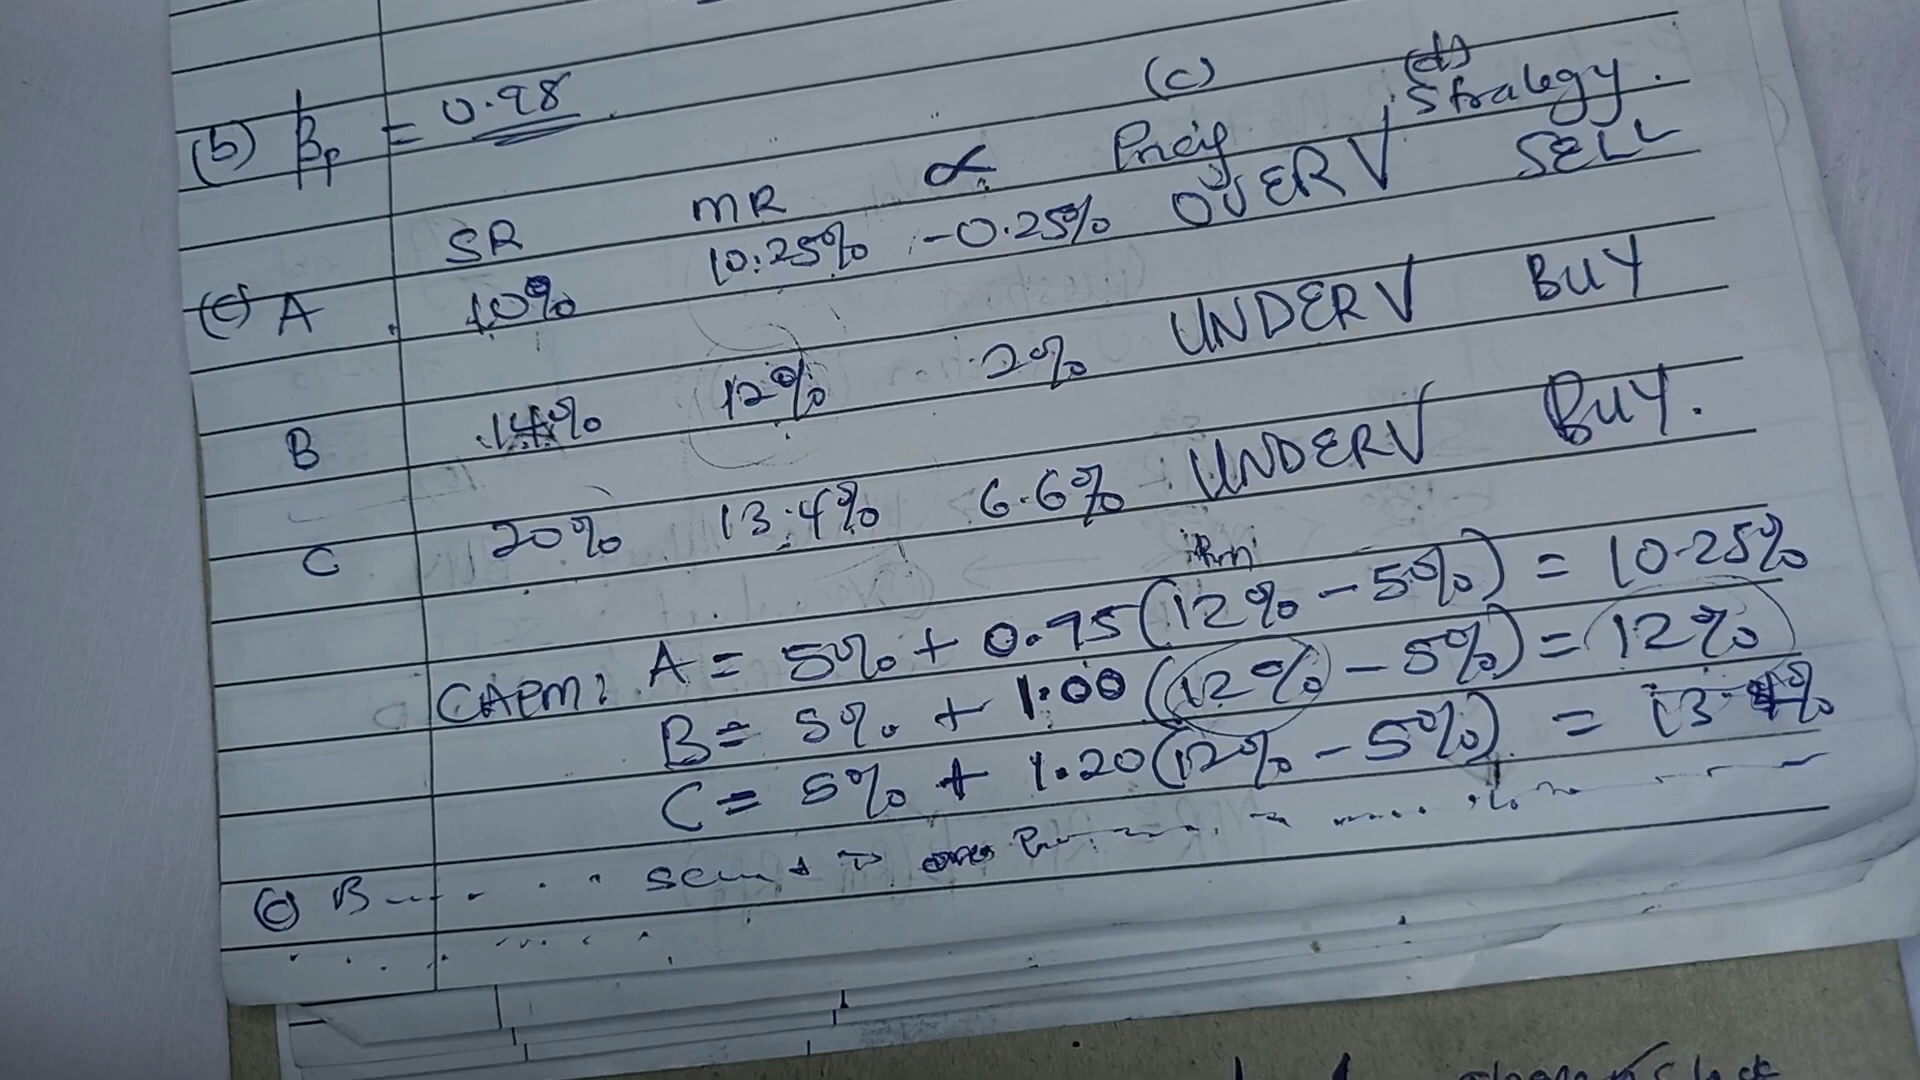 (c) (d)
(b) βp = 0.98 Strategy.
SR MR α Pricig
(c) A 10% 10.25% -0.25% OVERV SELL
B 14% 12% 2% UNDERV BUY
C 20% 13.4% 6.6% UNDERV BUY.
Rm
CAPM: A = 5% + 0.75(12% - 5%) = 10.25%
B = 5% + 1.00(12% - 5%) = 12%
C = 5% + 1.20(12% - 5%) = 13.4%
B